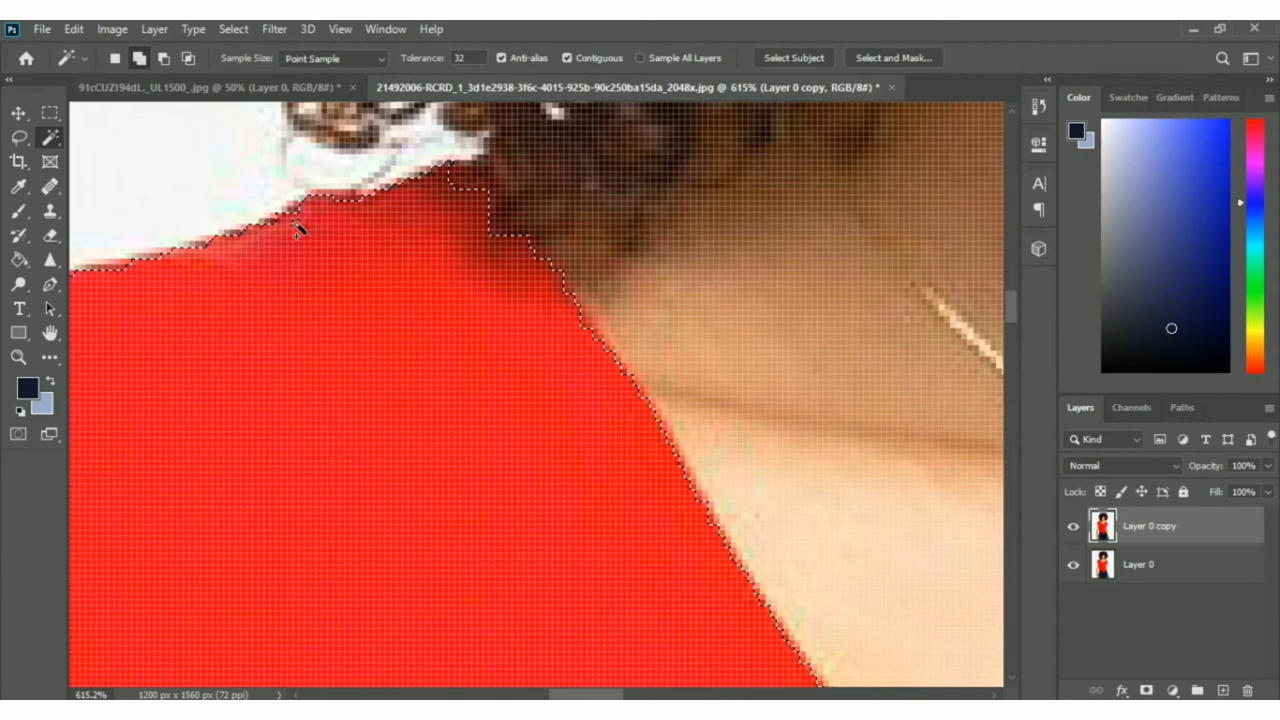 Ps File Edit Image Layer Type Select Filter 3D View Window Help
Sample Size: Point Sample Tolerance: 32 Anti-alias Contiguous Sample All Layers Select Subject Select and Mask...
91cCUZI94dL._UL1500_.jpg @ 50% (Layer 0, RGB/8#) * × 21492006-RCRD_1_3d1e2938-3f6c-4015-925b-90c250ba15da_2048x.jpg @ 615% (Layer 0 copy, RGB/8#) * ×
Color Swatche Gradient Patterns
Layers Channels Paths
Kind
Normal Opacity: 100%
Lock: Fill: 100%
Layer 0 copy
Layer 0
615.2% 1200 px x 1560 px (72 ppi)